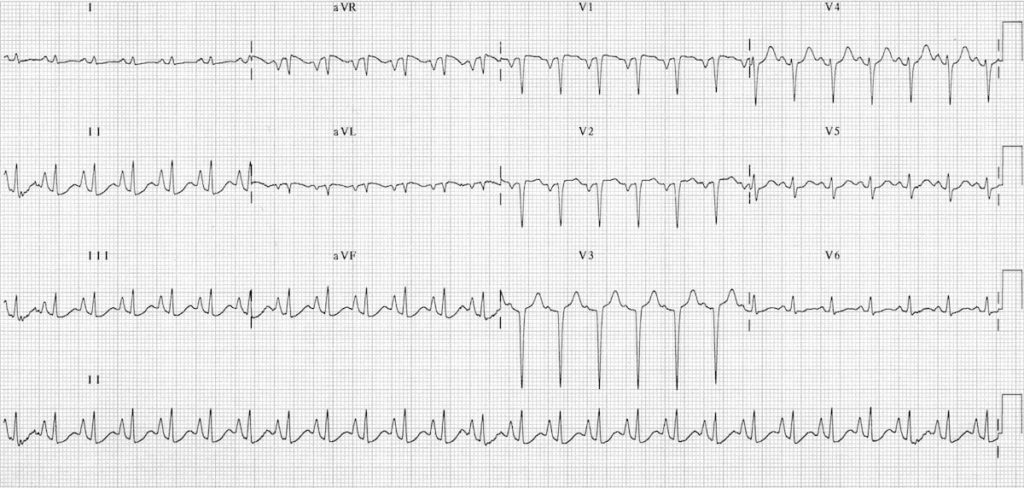 I aVR V1 V4
II aVL V2 V5
III aVF V3 V6
II